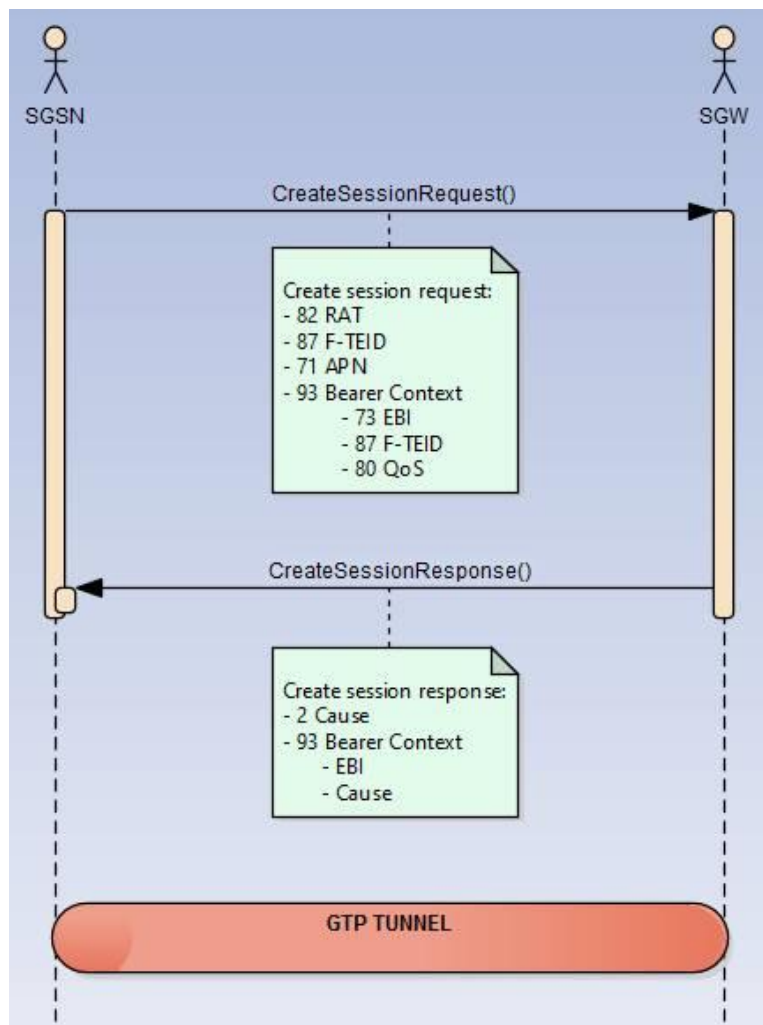 SGSN
SGW
CreateSessionRequest()
Create session request:
- 82 RAT
- 87 F-TEID
- 71 APN
- 93 Bearer Context
- 73 EBI
- 87 F-TEID
- 80 QoS
CreateSessionResponse()
Create session response:
- 2 Cause
- 93 Bearer Context
- EBI
- Cause
GTP TUNNEL